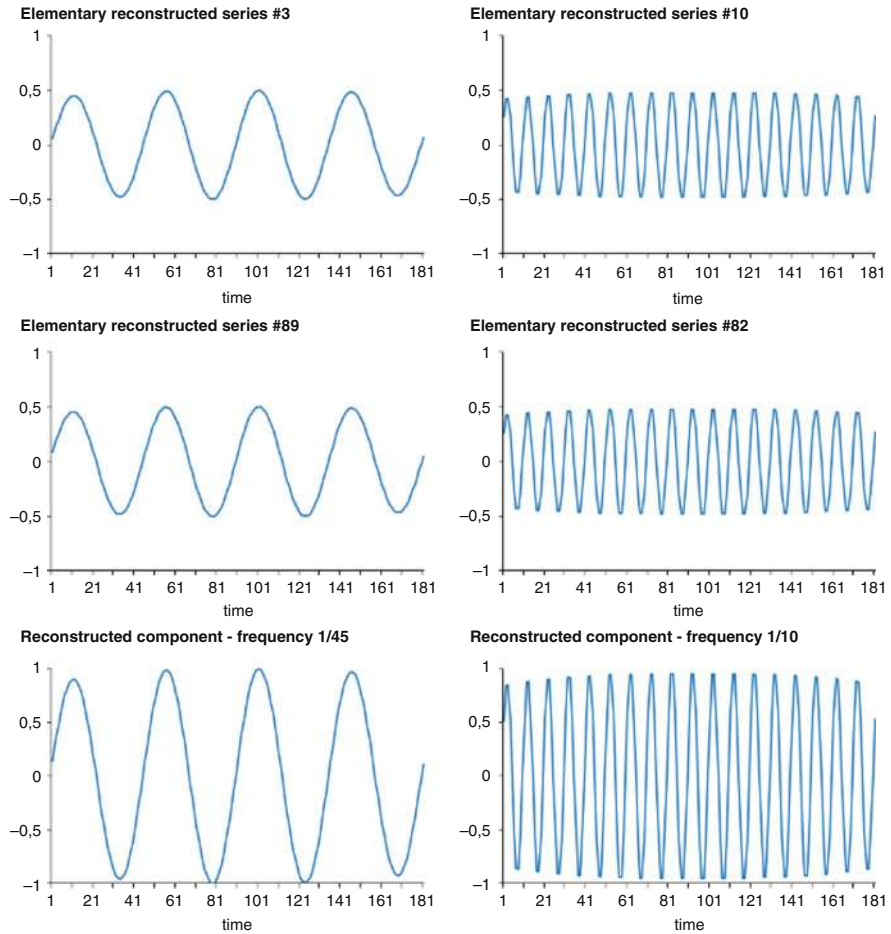 Elementary reconstructed series #3
1
0,5
0
–0,5
–1
1 21 41 61 81 101 121 141 161 181
time
Elementary reconstructed series #10
1
0,5
0
–0,5
–1
1 21 41 61 81 101 121 141 161 181
time
Elementary reconstructed series #89
1
0,5
0
–0,5
–1
1 21 41 61 81 101 121 141 161 181
time
Elementary reconstructed series #82
1
0,5
0
–0,5
–1
1 21 41 61 81 101 121 141 161 181
time
Reconstructed component - frequency 1/45
1
0,5
0
–0,5
–1
1 21 41 61 81 101 121 141 161 181
time
Reconstructed component - frequency 1/10
1
0,5
0
–0,5
–1
1 21 41 61 81 101 121 141 161 181
time